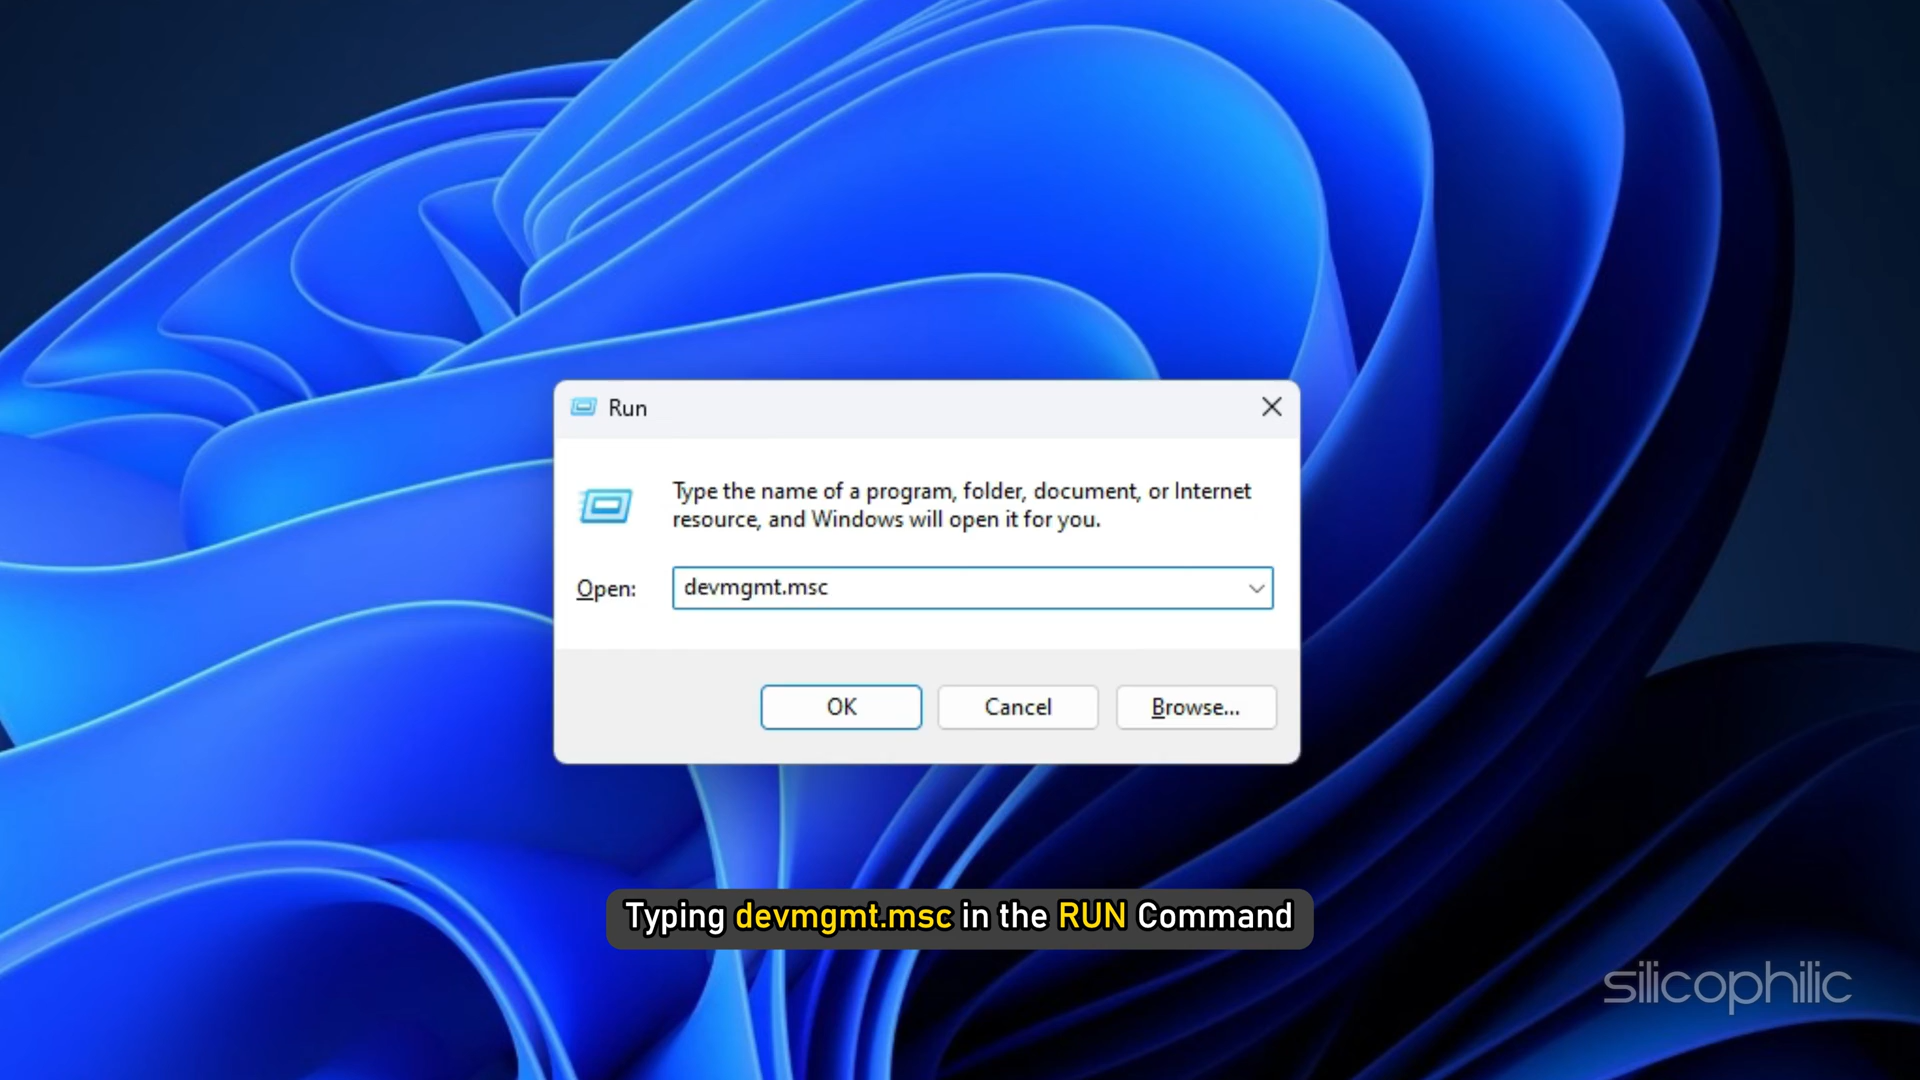 Run
Type the name of a program, folder, document, or Internet
resource, and Windows will open it for you.
Open: devmgmt.msc
OK Cancel Browse...
Typing devmgmt.msc in the RUN Command
silicophilic